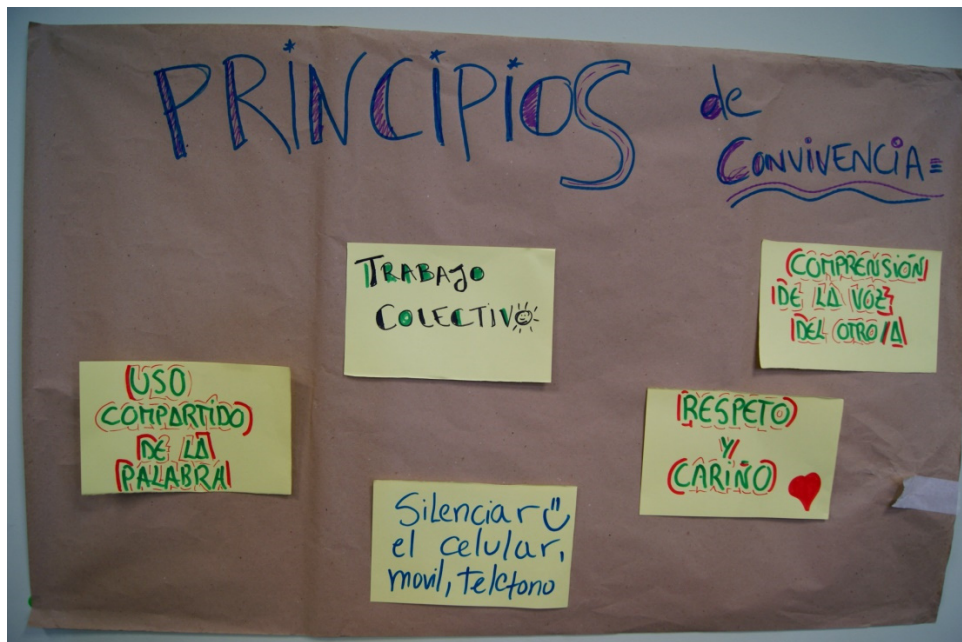 PRINCIPIOS de
CONVIVENCIA
TRABAJO
COLECTIVO
COMPRENSIÓN
DE LA VOZ
DEL OTRO/A
USO
COMPARTIDO
DE LA
PALABRA
RESPETO
Y
CARIÑO
Silenciar
el celular,
movil, teléfono